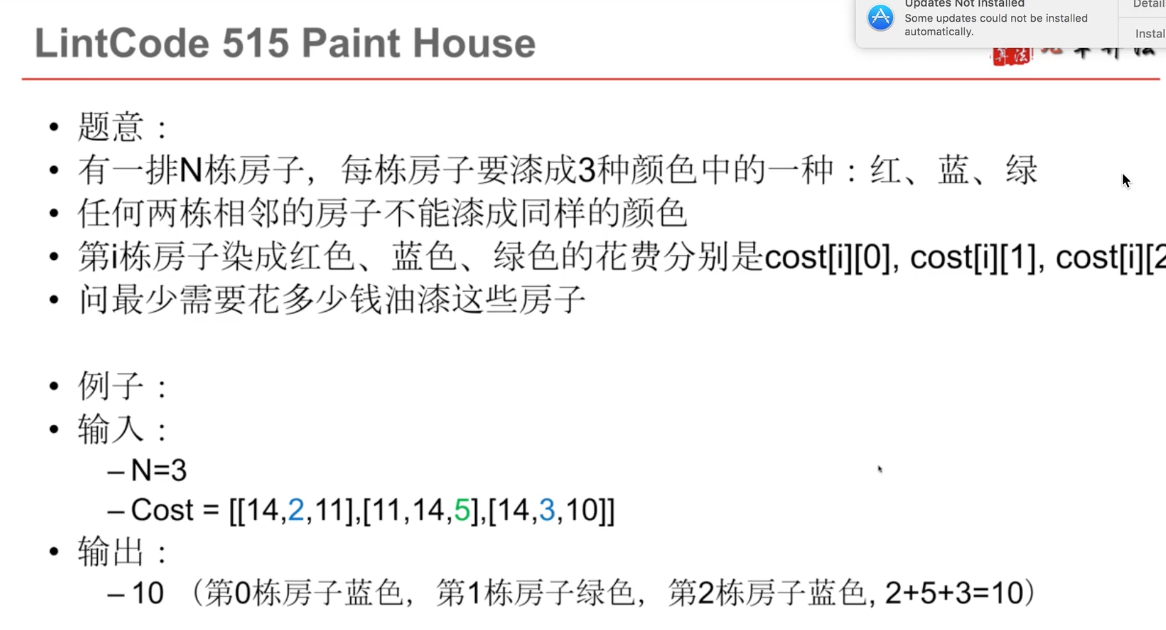 Updates Not Installed
Some updates could not be installed
automatically.
Detail
Instal
LintCode 515 Paint House
• 题意：
• 有一排N栋房子，每栋房子要漆成3种颜色中的一种：红、蓝、绿
• 任何两栋相邻的房子不能漆成同样的颜色
• 第i栋房子染成红色、蓝色、绿色的花费分别是cost[i][0], cost[i][1], cost[i][2
• 问最少需要花多少钱油漆这些房子
• 例子：
• 输入：
– N=3
– Cost = [[14,2,11],[11,14,5],[14,3,10]]
• 输出：
– 10 （第0栋房子蓝色，第1栋房子绿色，第2栋房子蓝色, 2+5+3=10）